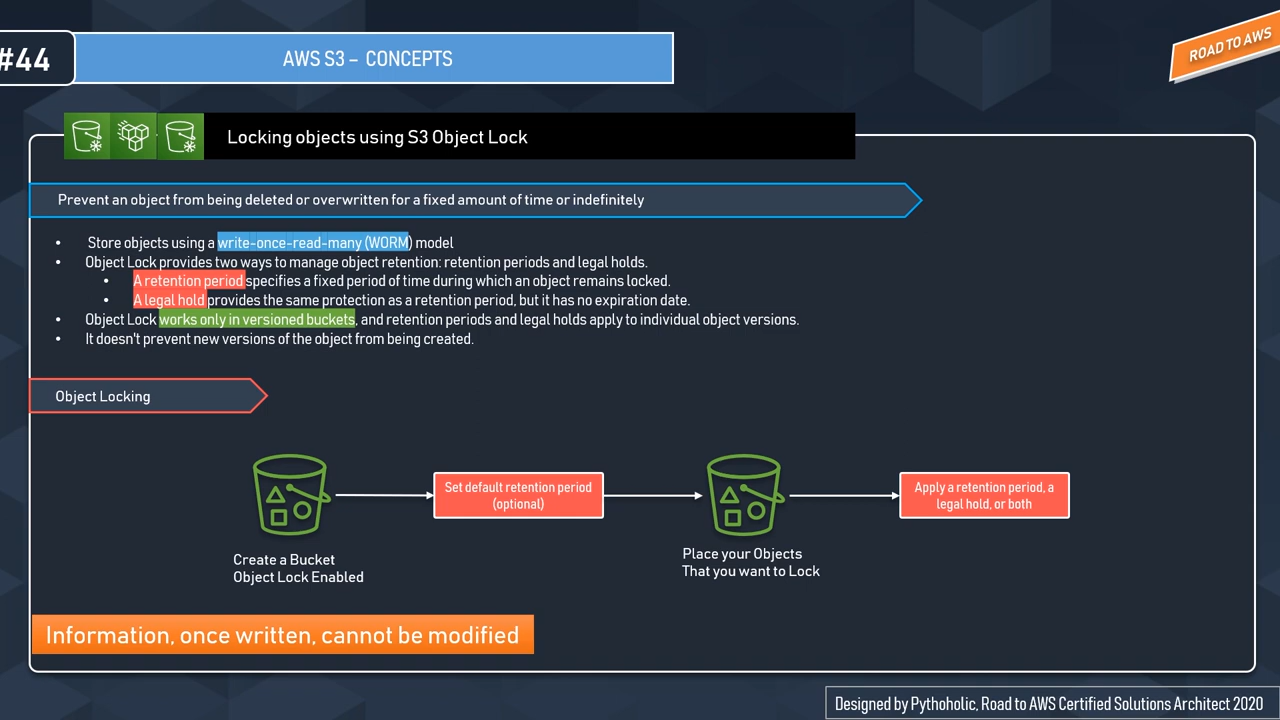 #44
AWS S3 – CONCEPTS
ROAD TO AWS
Locking objects using S3 Object Lock
Prevent an object from being deleted or overwritten for a fixed amount of time or indefinitely
• Store objects using a write-once-read-many (WORM) model
• Object Lock provides two ways to manage object retention: retention periods and legal holds.
• A retention period specifies a fixed period of time during which an object remains locked.
• A legal hold provides the same protection as a retention period, but it has no expiration date.
• Object Lock works only in versioned buckets, and retention periods and legal holds apply to individual object versions.
• It doesn't prevent new versions of the object from being created.
Object Locking
Set default retention period
(optional)
Apply a retention period, a
legal hold, or both
Create a Bucket
Object Lock Enabled
Place your Objects
That you want to Lock
Information, once written, cannot be modified
Designed by Pythoholic, Road to AWS Certified Solutions Architect 2020